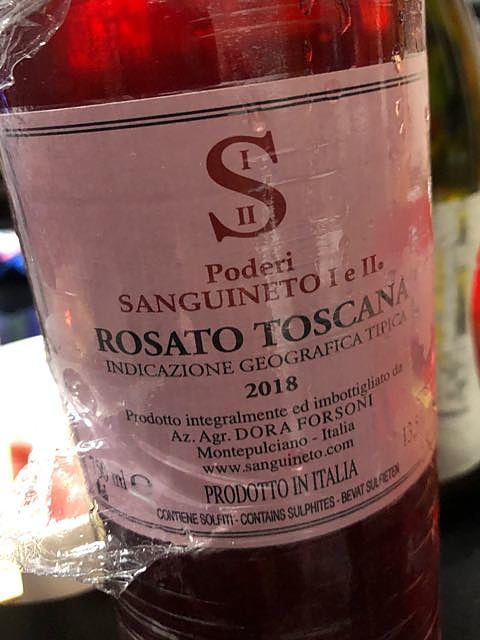 S
I
II
Poderi
SANGUINETO I e II.
ROSATO TOSCANA
INDICAZIONE GEOGRAFICA TIPICA
2018
Prodotto integralmente ed imbottigliato da
Az. Agr. DORA FORSONI
Montepulciano - Italia
www.sanguineto.com
ml e
PRODOTTO IN ITALIA
CONTIENE SOLFITI - CONTAINS SULPHITES - BEVAT SULFIETEN